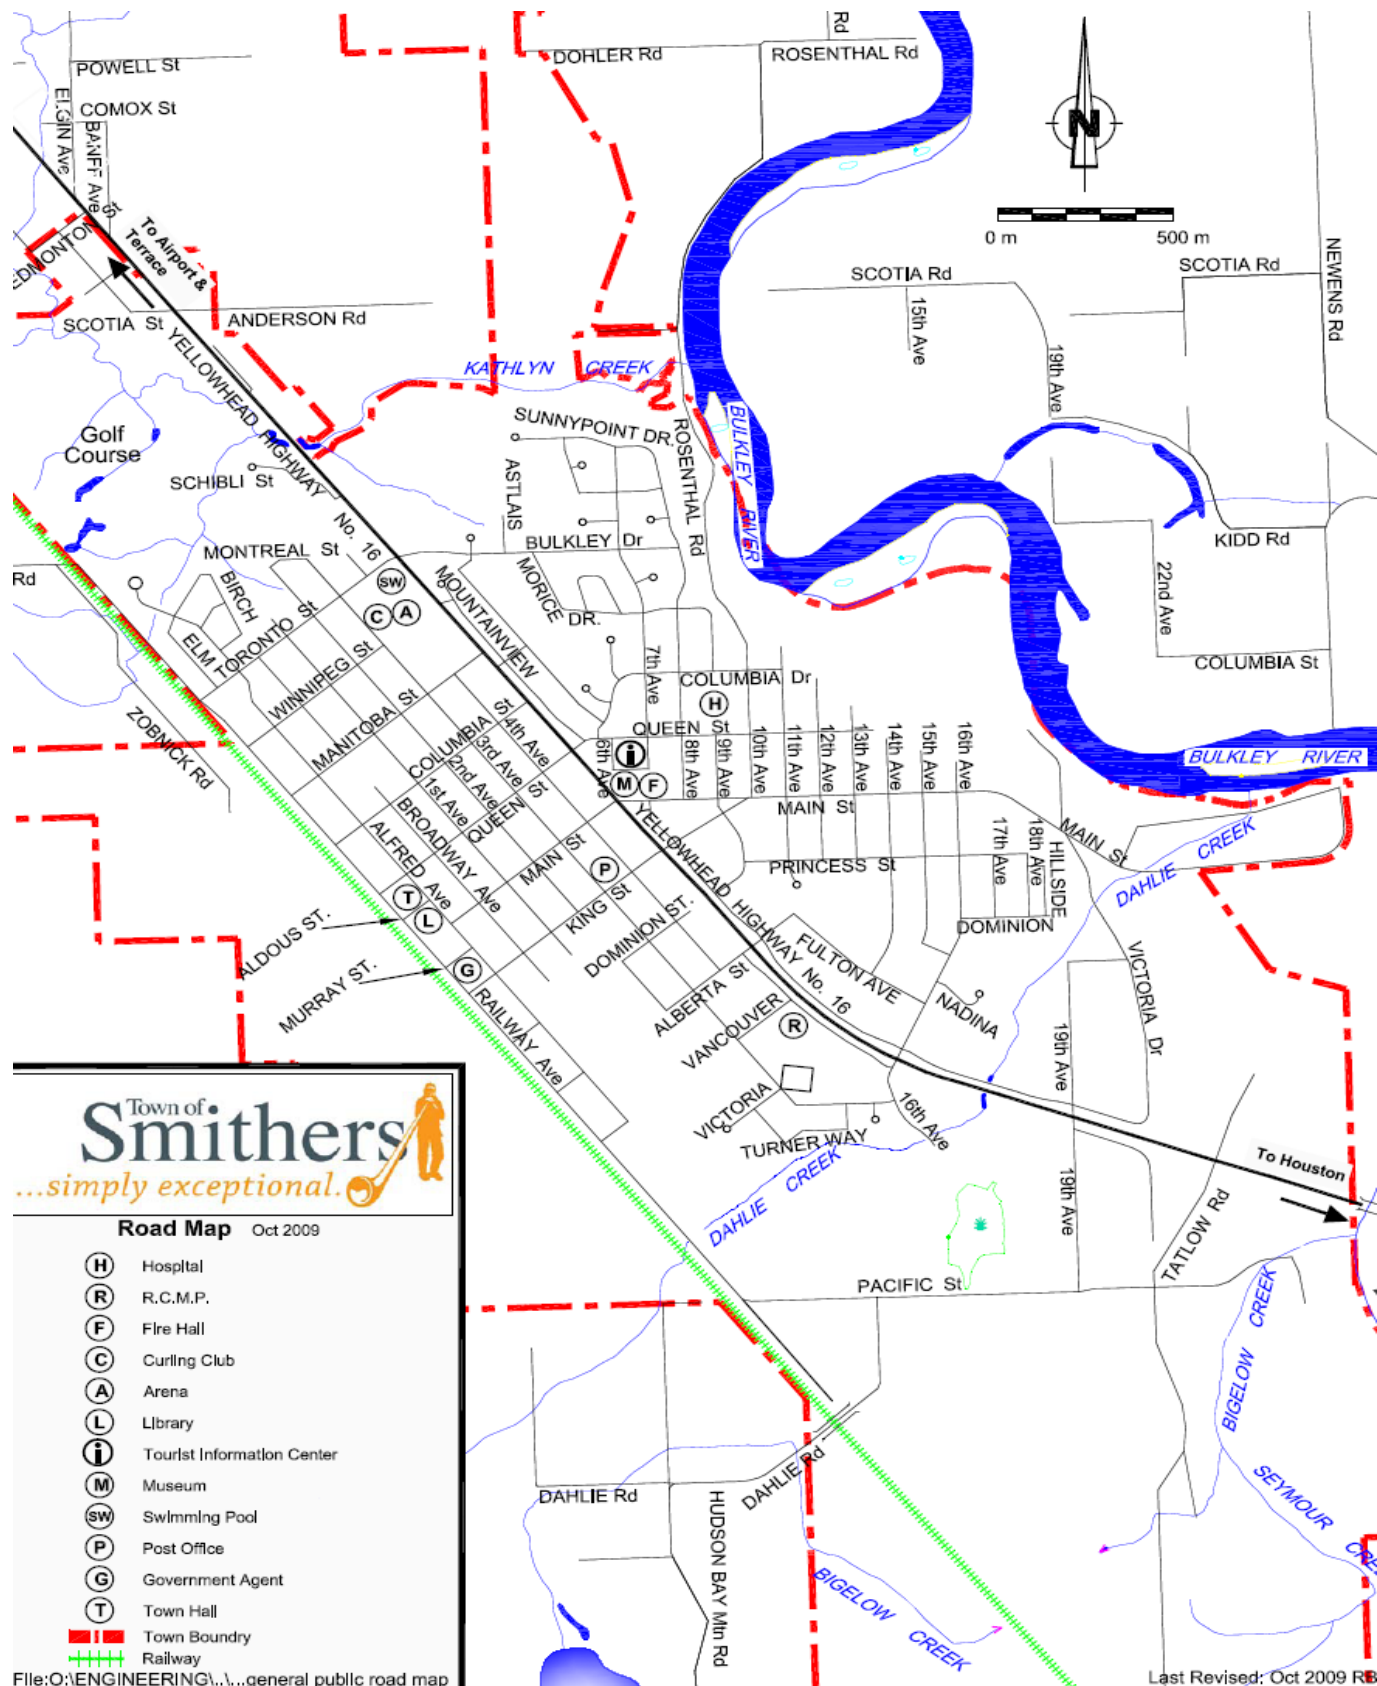 Rd
DOHLER Rd
ROSENTHAL Rd
POWELL St
ELGIN Ave
COMOX St
BANFF Ave
N
0 m
500 m
EDMONTON St
To Airport &
Terrace
SCOTIA St
ANDERSON Rd
SCOTIA Rd
SCOTIA Rd
NEWENS Rd
15th Ave
19th Ave
YELLOWHEAD HIGHWAY No. 16
KATHLYN CREEK
BULKLEY RIVER
SUNNYPOINT DR.
ROSENTHAL Rd
Golf
Course
SCHIBLI St
ASTLAIS
BULKLEY Dr
MONTREAL St
KIDD Rd
22nd Ave
Rd
BIRCH
ELM
SW
C
A
MOUNTAINVIEW
MORICE DR.
TORONTO St
WINNIPEG St
MANITOBA St
7th Ave
COLUMBIA Dr
H
COLUMBIA St
ZOBNICK Rd
COLUMBIA St
4th Ave
3rd Ave
2nd Ave
1st Ave
QUEEN St
QUEEN St
6th Ave
i
M
F
8th Ave
9th Ave
10th Ave
11th Ave
12th Ave
13th Ave
14th Ave
15th Ave
16th Ave
BULKLEY RIVER
MAIN St
MAIN St
BROADWAY Ave
ALFRED Ave
MAIN St
P
PRINCESS St
17th Ave
18th Ave
HILLSIDE
DAHLIE CREEK
T
L
KING St
YELLOWHEAD HIGHWAY No. 16
DOMINION
ALDOUS ST.
DOMINION ST.
FULTON AVE
VICTORIA Dr
MURRAY ST.
G
RAILWAY Ave
ALBERTA St
VANCOUVER
R
NADINA
19th Ave
VICTORIA
TURNER WAY
16th Ave
DAHLIE CREEK
19th Ave
To Houston
TATLOW Rd
PACIFIC St
BIGELOW CREEK
SEYMOUR CREE
DAHLIE Rd
DAHLIE Rd
HUDSON BAY Mtn Rd
BIGELOW CREEK
Town of
Smithers
...simply exceptional.
Road Map Oct 2009
H Hospital
R R.C.M.P.
F Fire Hall
C Curling Club
A Arena
L Library
i Tourist Information Center
M Museum
SW Swimming Pool
P Post Office
G Government Agent
T Town Hall
Town Boundry
Railway
File:O:\ENGINEERING\..\...general public road map
Last Revised: Oct 2009 RB